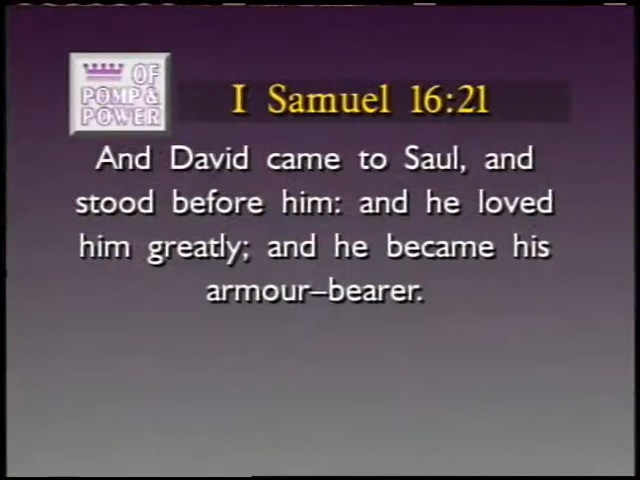 OF
POMP &
POWER
I Samuel 16:21
And David came to Saul, and
stood before him: and he loved
him greatly; and he became his
armour–bearer.